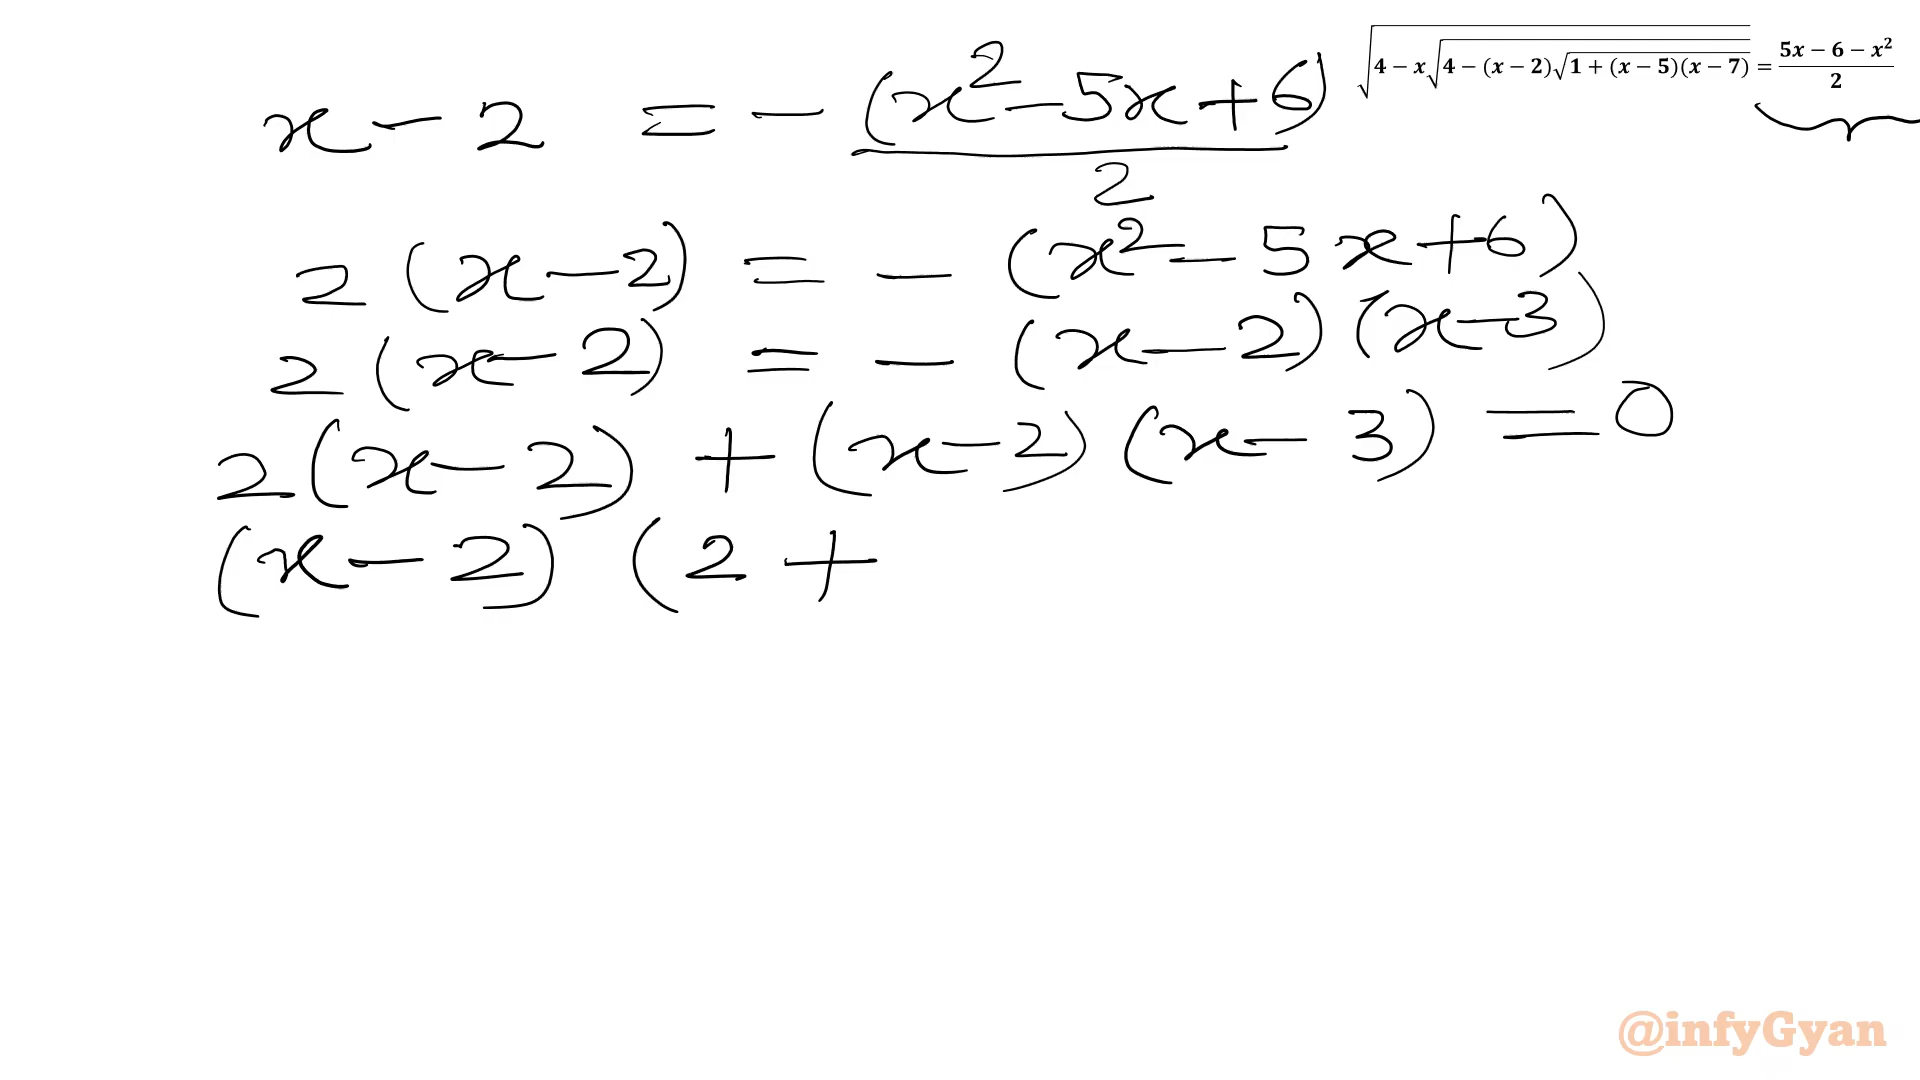 √(4 − x√(4 − (x − 2)√(1 + (x − 5)(x − 7)))) = (5x − 6 − x²)/2
x − 2 = − (x² − 5x + 6)/2
2 (x − 2) = − (x² − 5x + 6)
2 (x − 2) = − (x − 2) (x − 3)
2 (x − 2) + (x − 2) (x − 3) = 0
(x − 2) (2 +
@infyGyan